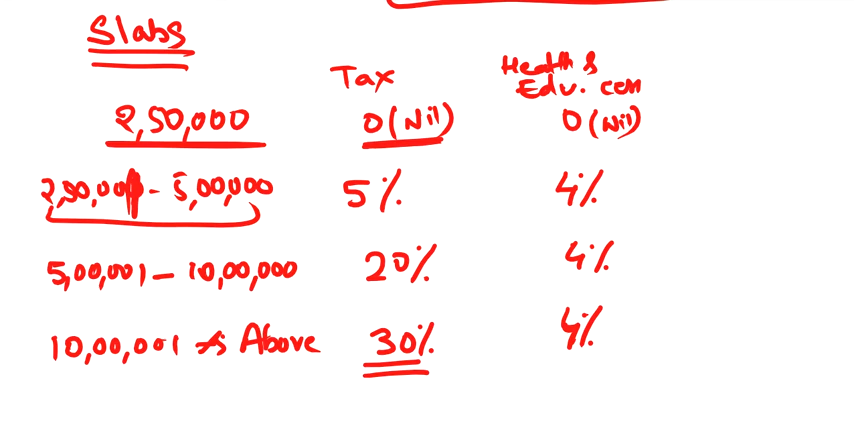 Slabs
Tax
Health &
Edu. cess
2,50,000 0 (Nil) 0 (Nil)
2,50,001 - 5,00,000 5% 4%
5,00,001 - 10,00,000 20% 4%
10,00,001 & Above 30% 4%